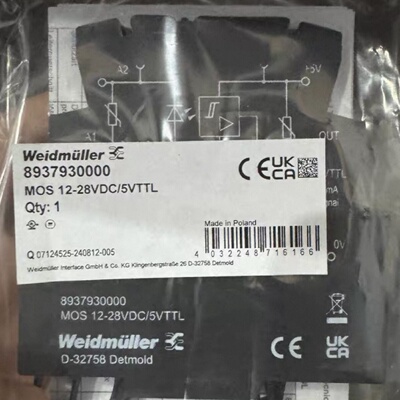 A2
+5V
A1
OUT
Weidmüller
8937930000
MOS 12-28VDC/5VTTL
Qty: 1
CE UK CA
Made in Poland
Q 07124525-240812-005
4 032248 716166
Weidmüller Interface GmbH & Co. KG Klingenbergstraße 26 D-32758 Detmold
0V
8937930000
MOS 12-28VDC/5VTTL
Weidmüller
D-32758 Detmold
CE UK CA